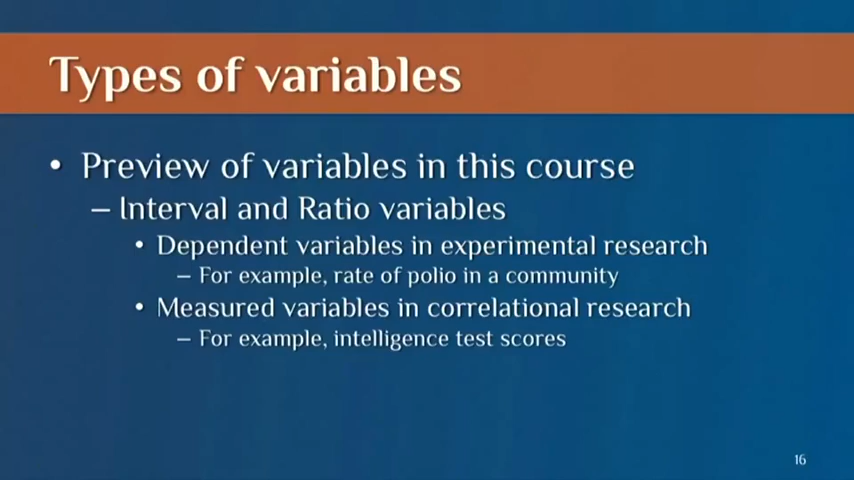 Types of variables
• Preview of variables in this course
– Interval and Ratio variables
• Dependent variables in experimental research
– For example, rate of polio in a community
• Measured variables in correlational research
– For example, intelligence test scores
16